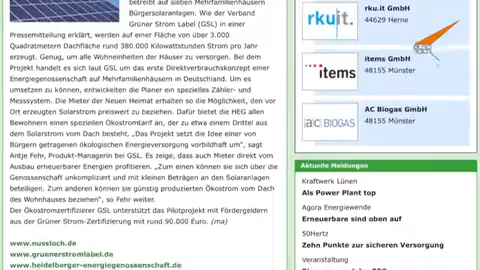 betreibt auf sieben Mehrfamilienhäusern
Bürgersolaranlagen. Wie der Verband
Grüner Strom Label (GSL) in einer
Pressemitteilung erklärt, werden auf einer Fläche von über 3.000
Quadratmetern Dachfläche rund 380.000 Kilowattstunden Strom pro Jahr
erzeugt. Genug, um alle Wohneinheiten der Häuser zu versorgen. Bei dem
Projekt handelt es sich laut GSL um das erste Direktverbrauchskonzept einer
Energiegenossenschaft auf Mehrfamilienhäusern in Deutschland. Um es
umsetzen zu können, entwickelten die Planer ein spezielles Zähler- und
Messsystem. Die Mieter der Neuen Heimat erhalten so die Möglichkeit, den vor
Ort erzeugten Solarstrom preiswert zu beziehen. Dafür bietet die HEG allen
Bewohnern einen speziellen Ökostromtarif an, der zu etwa einem Drittel aus
dem Solarstrom vom Dach besteht. „Das Projekt setzt die Idee einer von
Bürgern getragenen ökologischen Energieversorgung vorbildhaft um", sagt
Antje Fehr, Produkt-Managerin bei GSL. Es zeige, dass auch Mieter direkt vom
Ausbau erneuerbarer Energien profitieren. „Zum einen können sie sich über die
Genossenschaft unkompliziert und mit kleinen Beträgen an den Solaranlagen
beteiligen. Zum anderen können sie günstig produzierten Ökostrom vom Dach
des Wohnhauses beziehen", so Fehr weiter.
Der Ökostromzertifizierer GSL unterstützt das Pilotprojekt mit Fördergeldern
aus der Grüner Strom-Zertifizierung mit rund 90.000 Euro. (ma)
www.nussloch.de
www.gruenerstromlabel.de
www.heidelberger-energiegenossenschaft.de
rkuit.
rku.it GmbH
44629 Herne
items
items GmbH
48155 Münster
AC BIOGAS
AC Biogas GmbH
48155 Münster
Aktuelle Meldungen
Kraftwerk Lünen
Als Power Plant top
Agora Energiewende
Erneuerbare sind oben auf
50Hertz
Zehn Punkte zur sicheren Versorgung
Veranstaltung